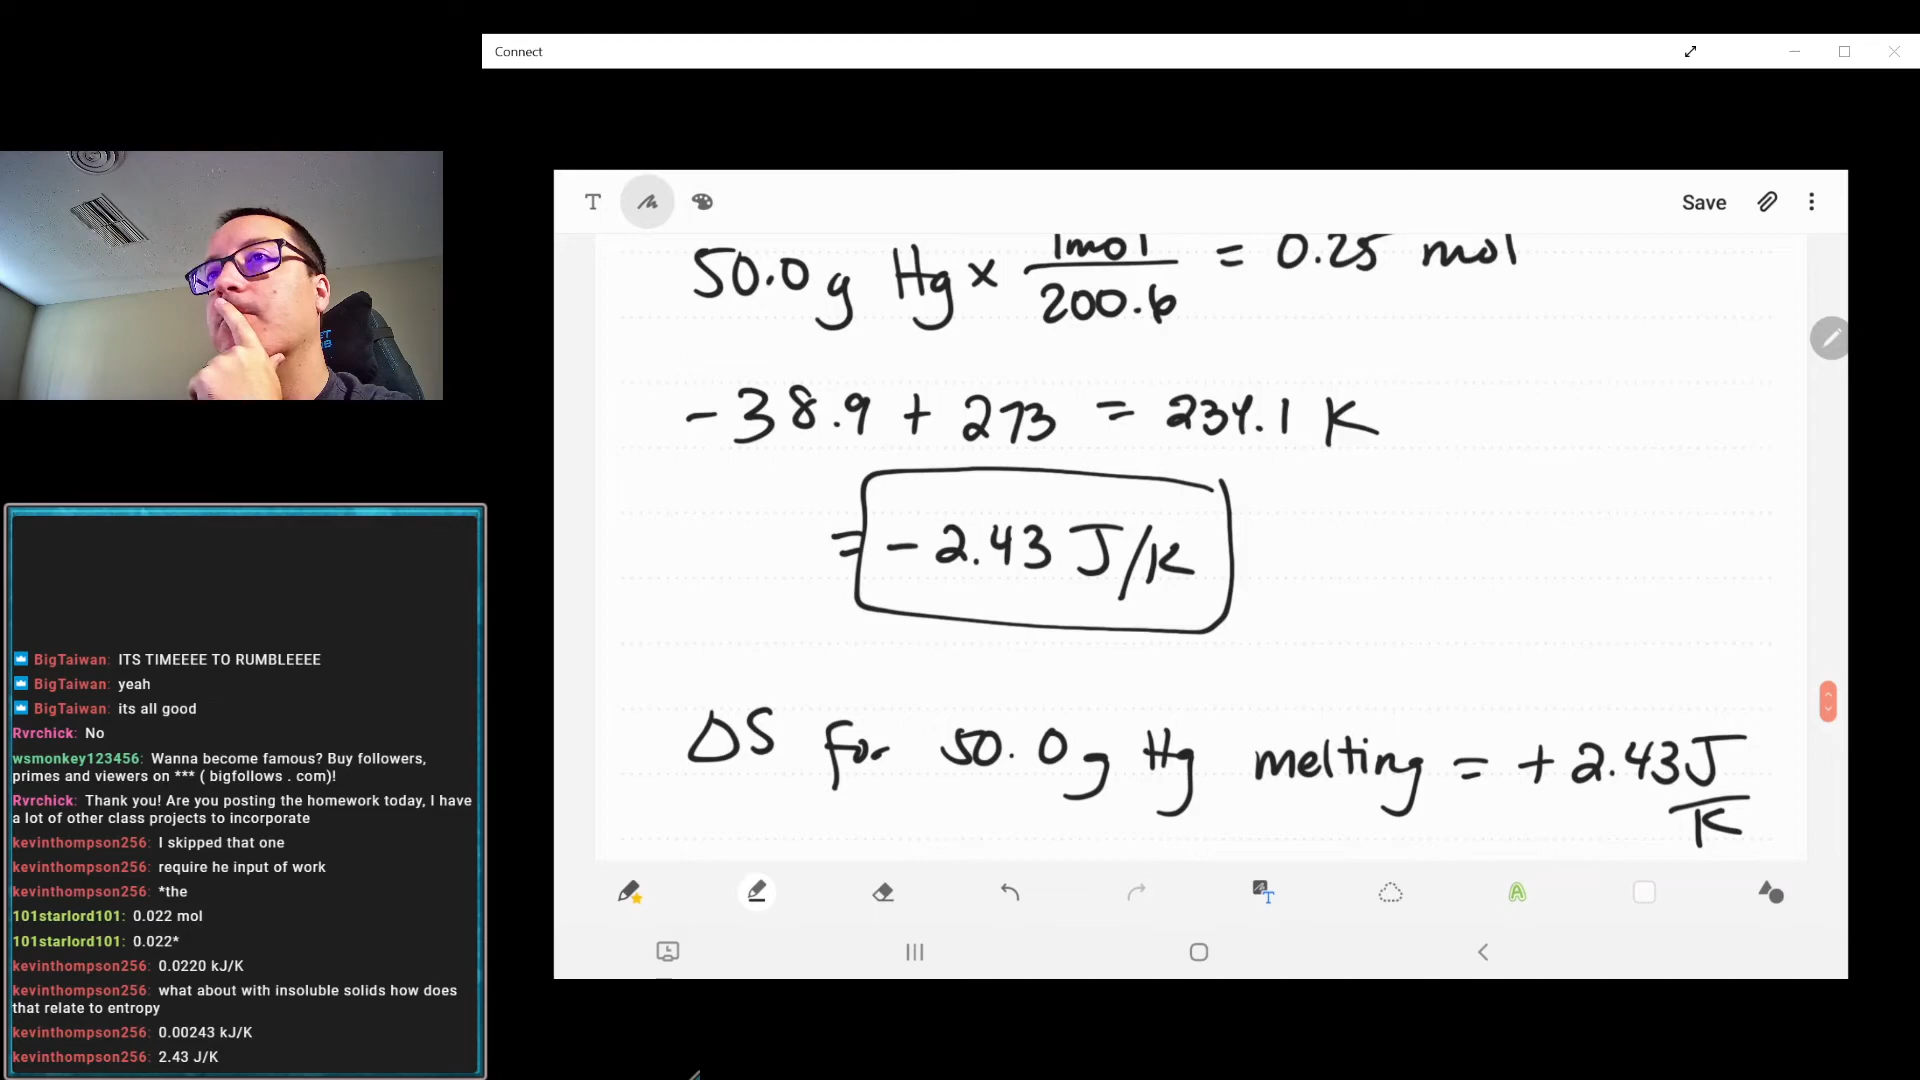 Connect
Save
50.0g Hg x 1mol / 200.6 = 0.25 mol
-38.9 + 273 = 234.1 K
= -2.43 J/K
ΔS for 50.0g Hg melting = +2.43 J/K
BigTaiwan: ITS TIMEEEE TO RUMBLEEEE
BigTaiwan: yeah
BigTaiwan: its all good
Rvrchick: No
wsmonkey123456: Wanna become famous? Buy followers,
primes and viewers on *** ( bigfollows . com)!
Rvrchick: Thank you! Are you posting the homework today, I have
a lot of other class projects to incorporate
kevinthompson256: I skipped that one
kevinthompson256: require he input of work
kevinthompson256: *the
101starlord101: 0.022 mol
101starlord101: 0.022*
kevinthompson256: 0.0220 kJ/K
kevinthompson256: what about with insoluble solids how does
that relate to entropy
kevinthompson256: 0.00243 kJ/K
kevinthompson256: 2.43 J/K